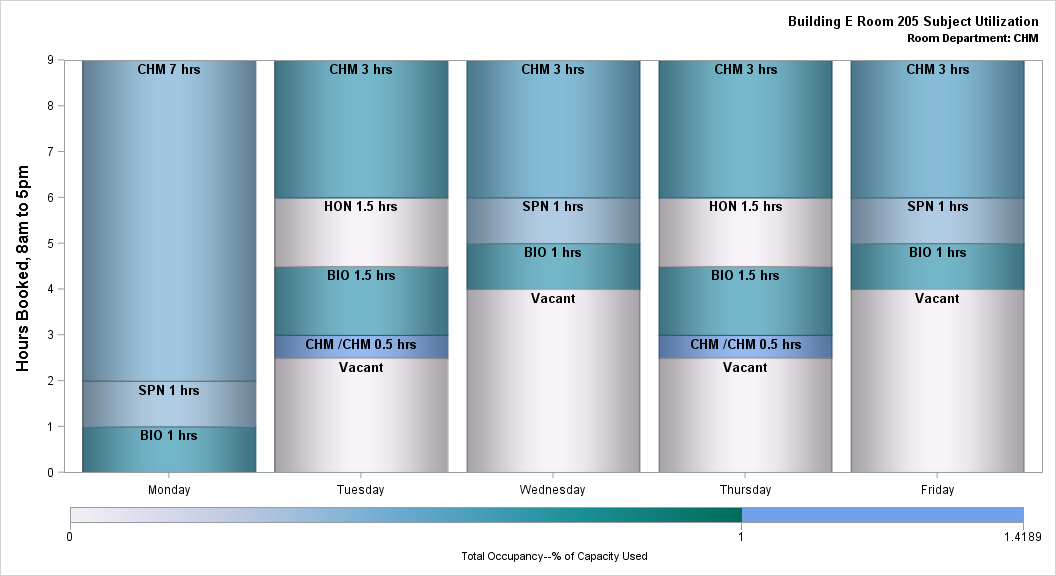 Building E Room 205 Subject Utilization
Room Department: CHM
Hours Booked, 8am to 5pm
9
8
7
6
5
4
3
2
1
0
CHM 7 hrs
SPN 1 hrs
BIO 1 hrs
CHM 3 hrs
HON 1.5 hrs
BIO 1.5 hrs
CHM /CHM 0.5 hrs
Vacant
CHM 3 hrs
SPN 1 hrs
BIO 1 hrs
Vacant
CHM 3 hrs
HON 1.5 hrs
BIO 1.5 hrs
CHM /CHM 0.5 hrs
Vacant
CHM 3 hrs
SPN 1 hrs
BIO 1 hrs
Vacant
Monday Tuesday Wednesday Thursday Friday
0 1 1.4189
Total Occupancy--% of Capacity Used